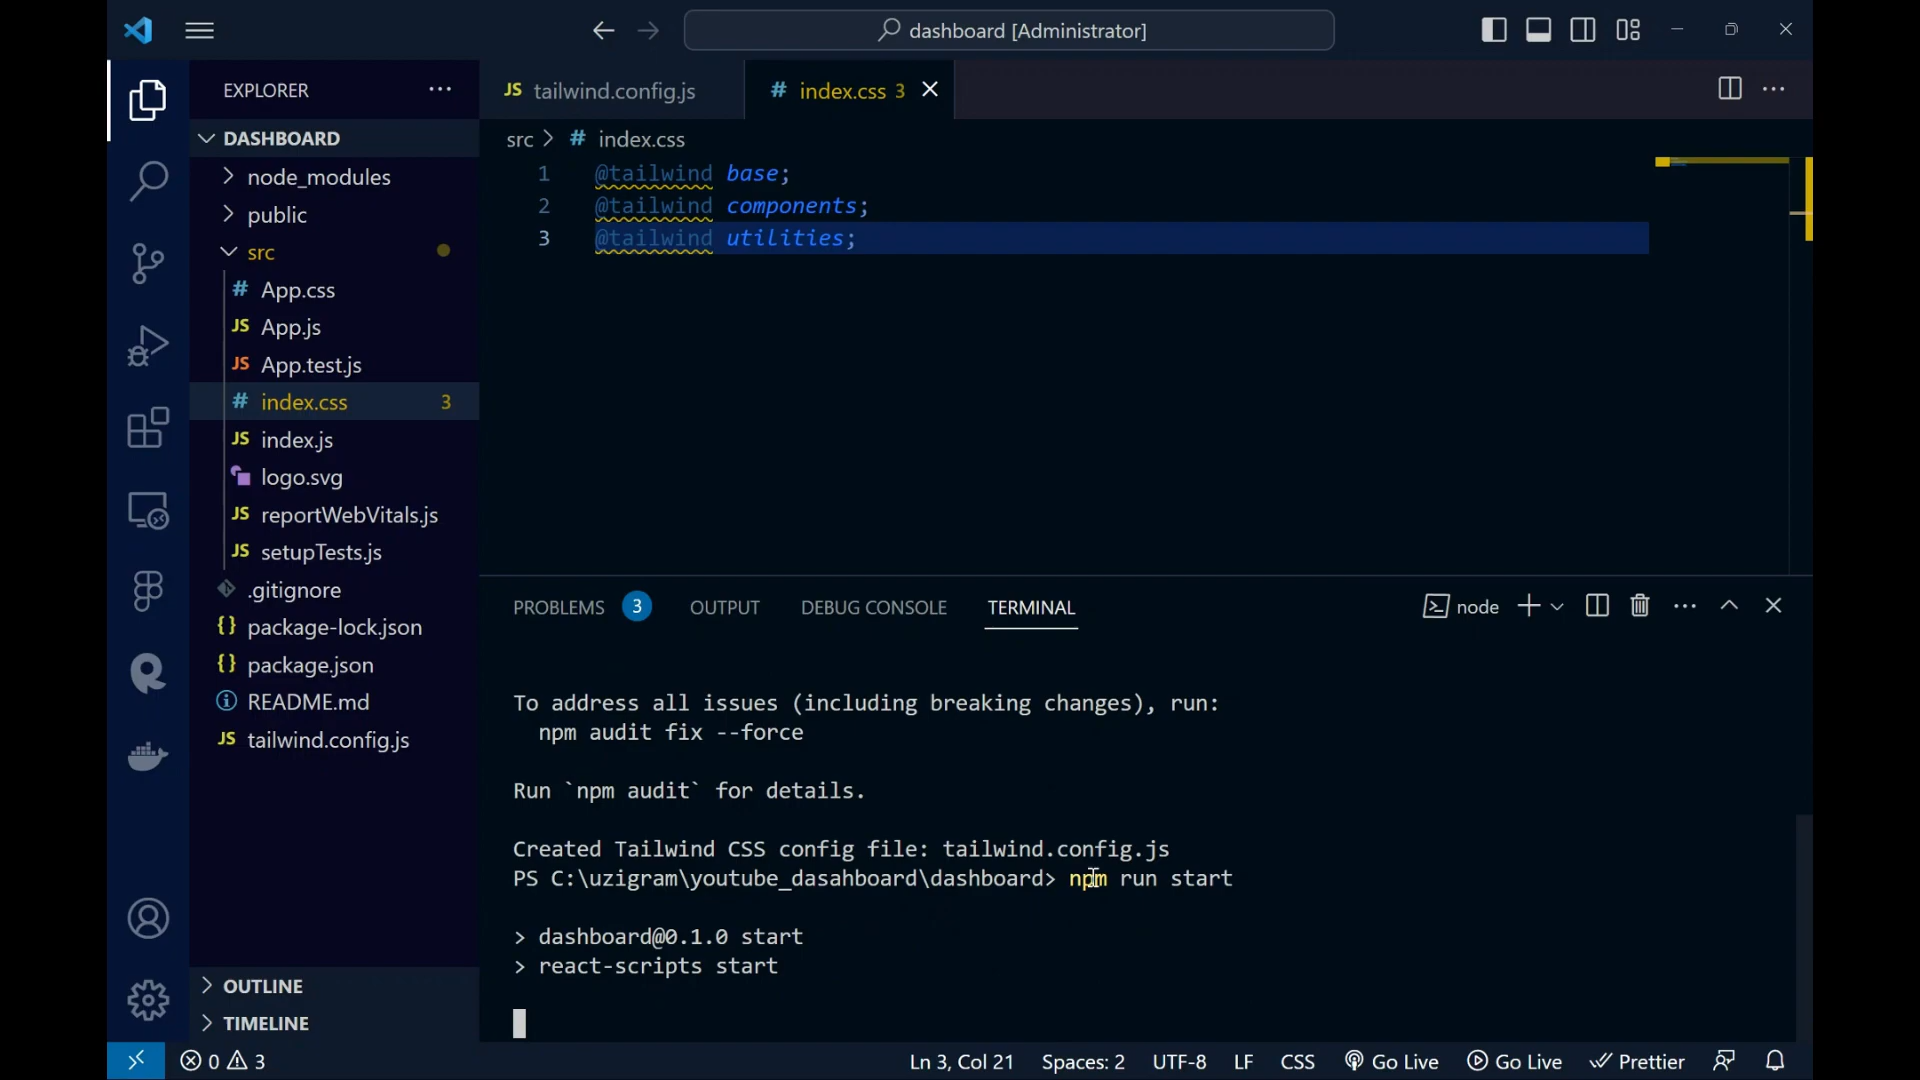 dashboard [Administrator]
EXPLORER
JS tailwind.config.js
# index.css 3
DASHBOARD
src > # index.css
node_modules
public
src
# App.css
JS App.js
JS App.test.js
# index.css 3
JS index.js
logo.svg
JS reportWebVitals.js
JS setupTests.js
.gitignore
{} package-lock.json
{} package.json
README.md
JS tailwind.config.js
OUTLINE
TIMELINE
1 @tailwind base;
2 @tailwind components;
3 @tailwind utilities;
PROBLEMS 3 OUTPUT DEBUG CONSOLE TERMINAL node
To address all issues (including breaking changes), run:
npm audit fix --force
Run `npm audit` for details.
Created Tailwind CSS config file: tailwind.config.js
PS C:\uzigram\youtube_dasahboard\dashboard> npm run start
> dashboard@0.1.0 start
> react-scripts start
0 3 Ln 3, Col 21 Spaces: 2 UTF-8 LF CSS Go Live Go Live Prettier